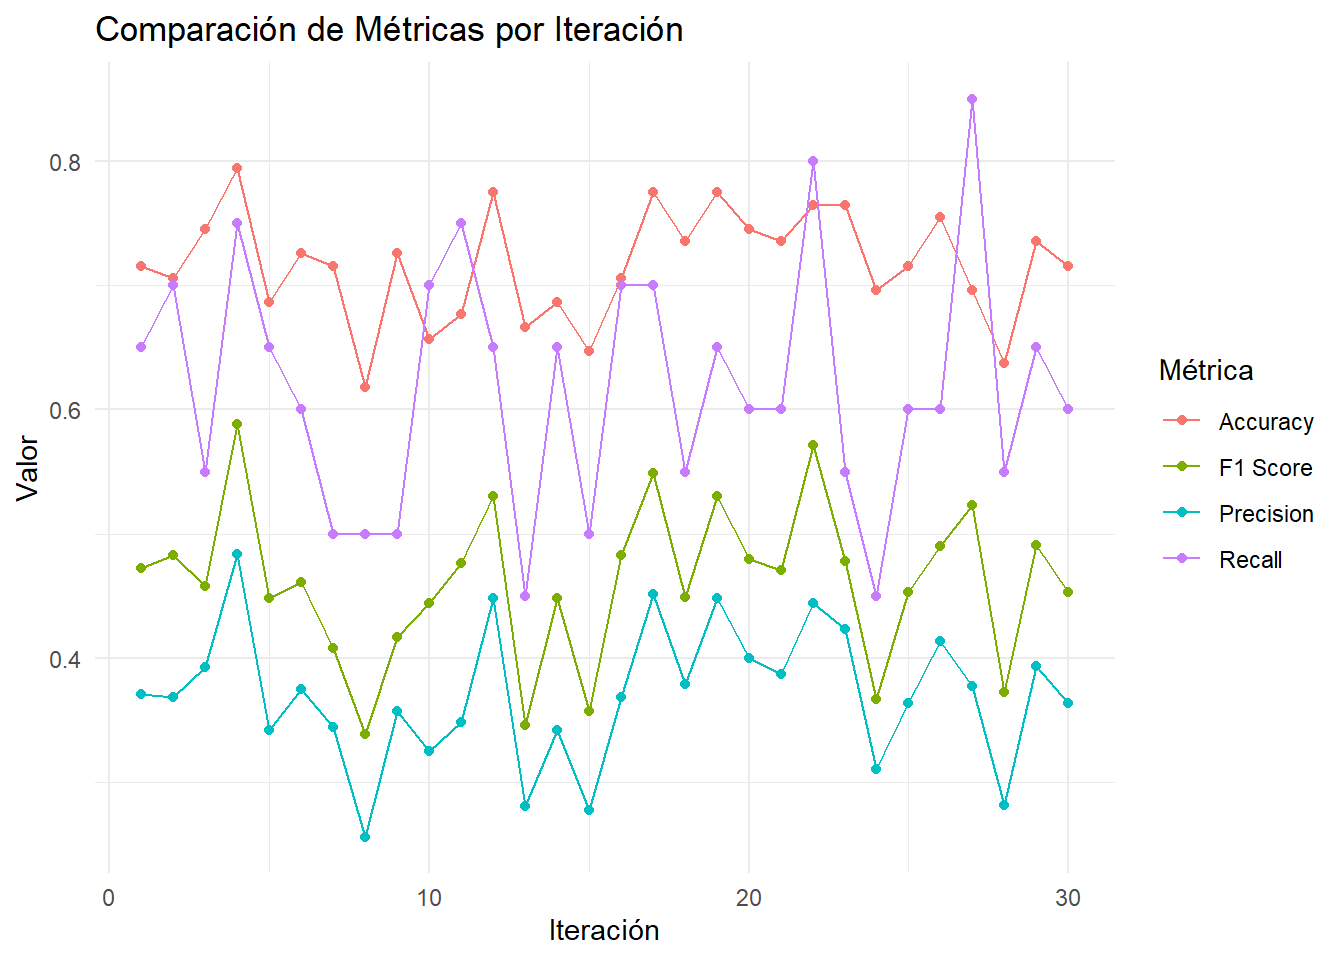 Comparación de Métricas por Iteración
0.8
0.6
0.4
Valor
0
10
20
30
Iteración
Métrica
Accuracy
F1 Score
Precision
Recall